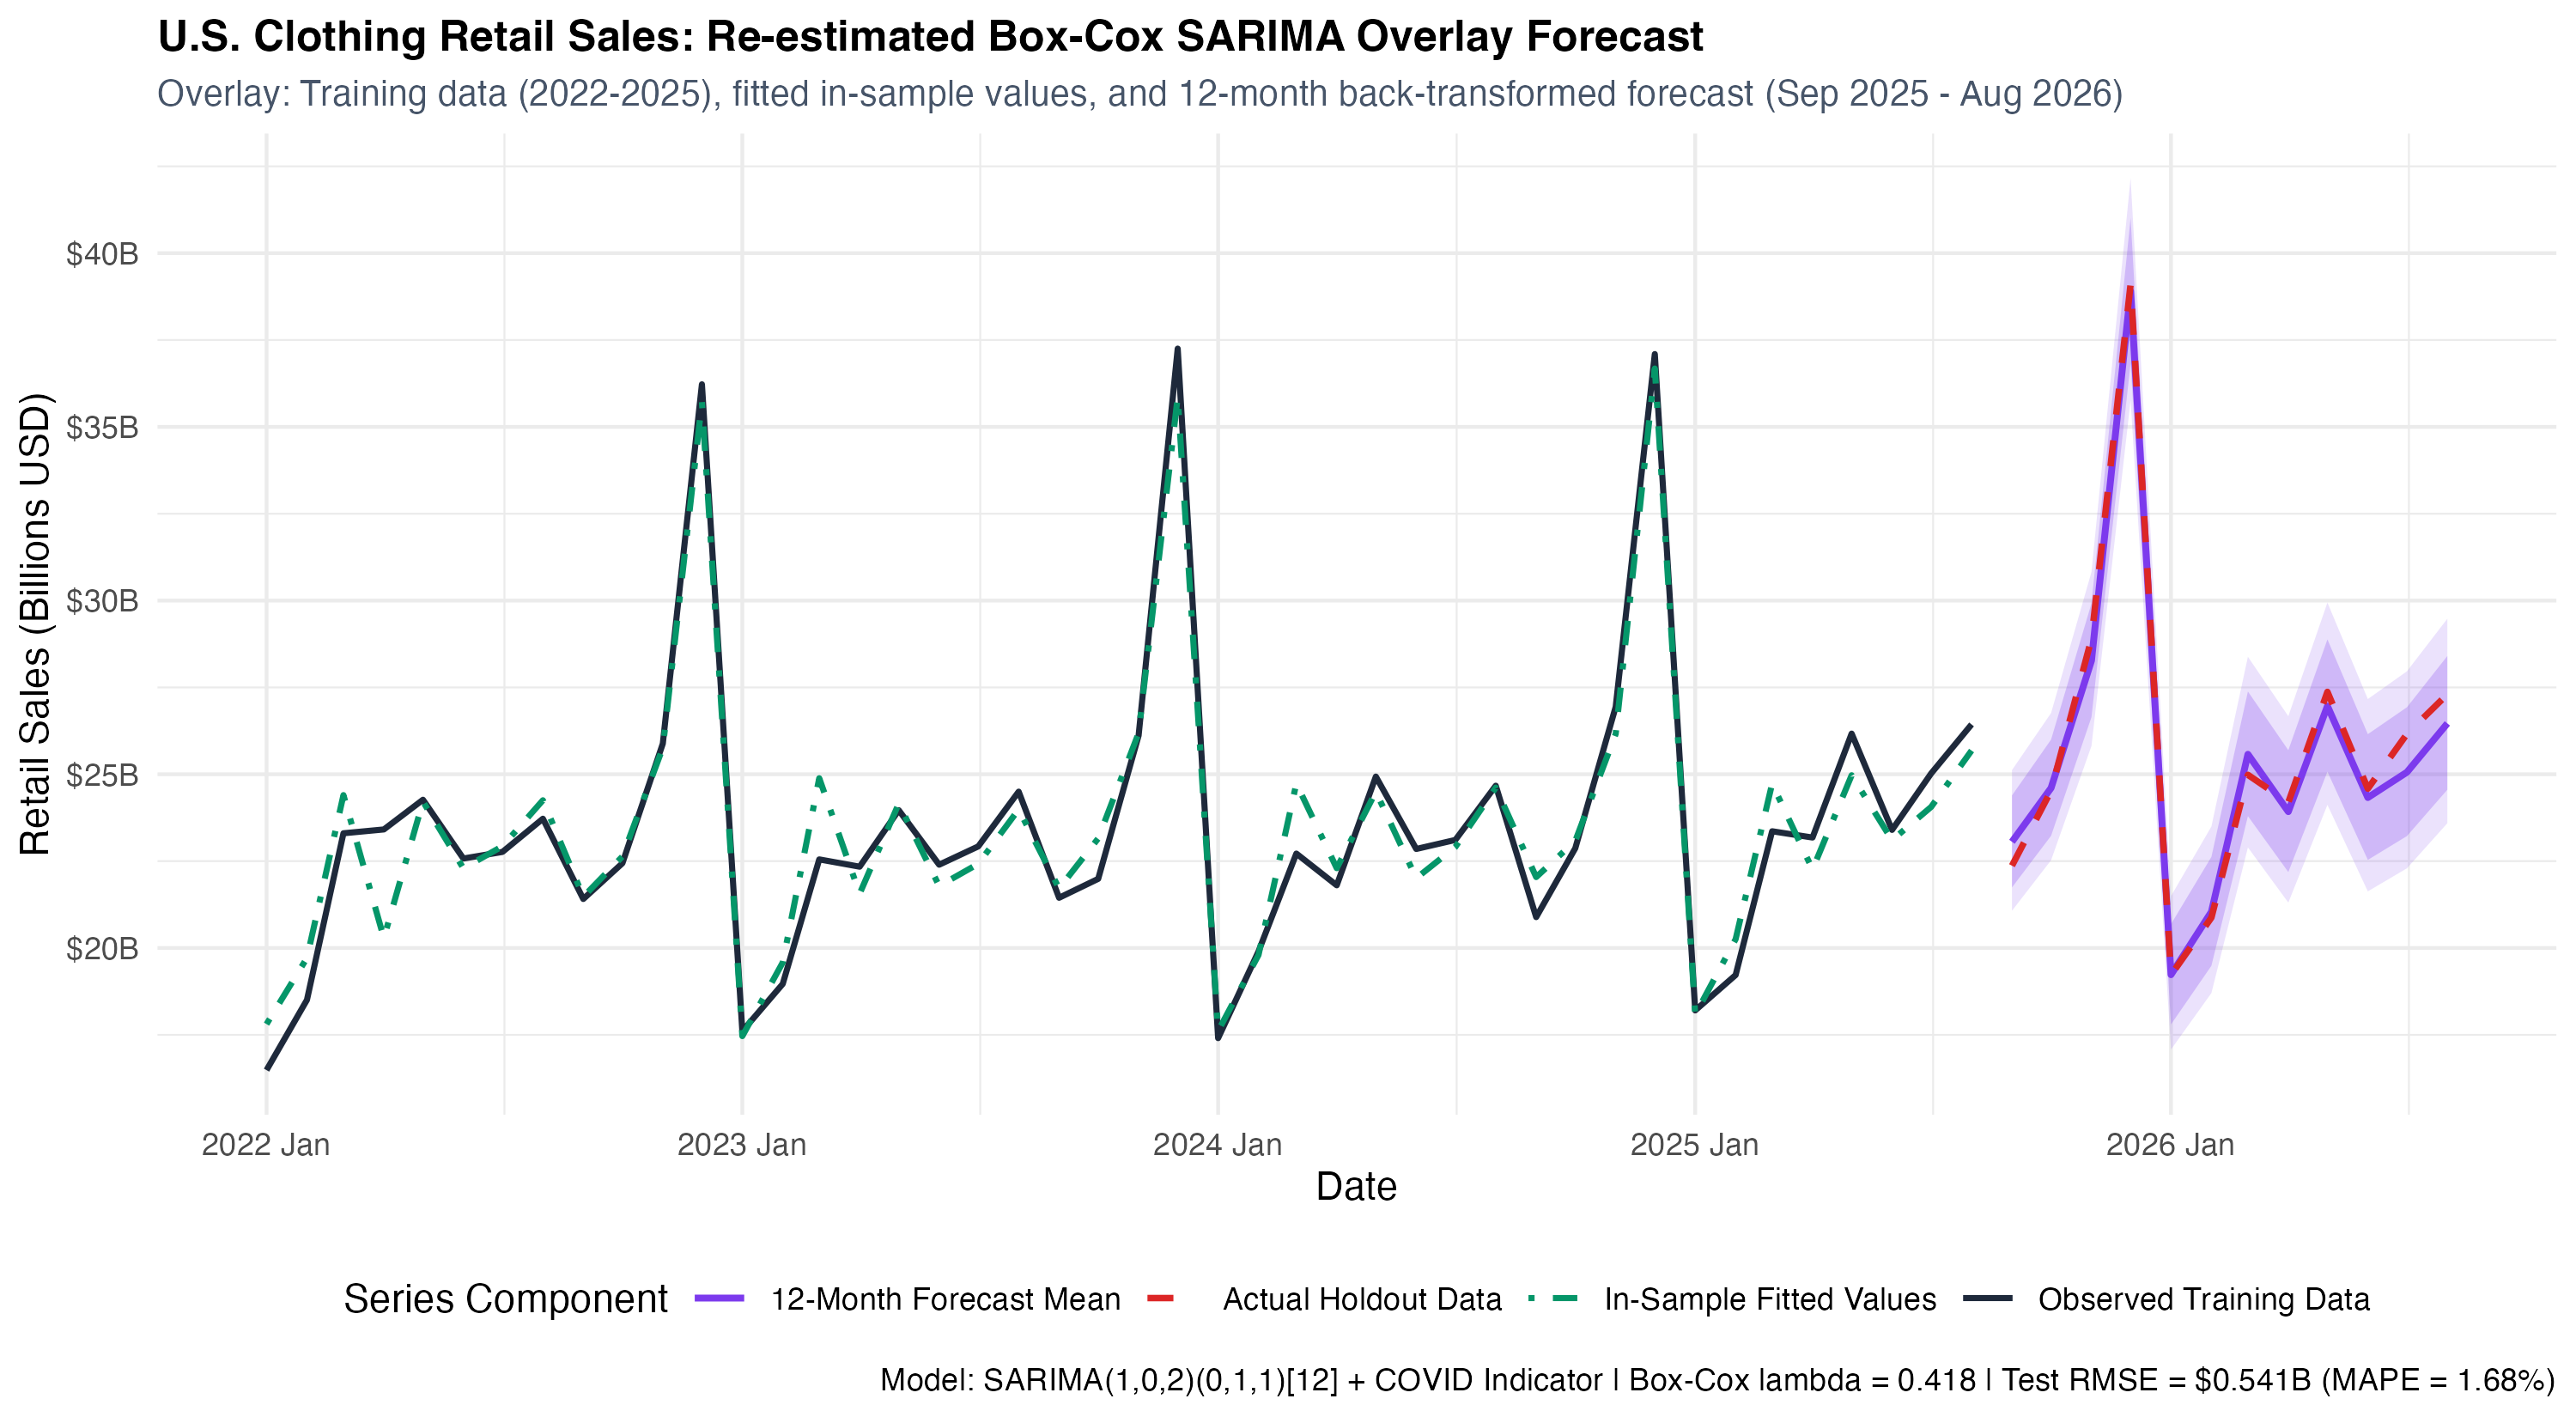 U.S. Clothing Retail Sales: Re-estimated Box-Cox SARIMA Overlay Forecast
Overlay: Training data (2022-2025), fitted in-sample values, and 12-month back-transformed forecast (Sep 2025 - Aug 2026)
Retail Sales (Billions USD)
$40B
$35B
$30B
$25B
$20B
2022 Jan
2023 Jan
2024 Jan
2025 Jan
2026 Jan
Date
Series Component
12-Month Forecast Mean
Actual Holdout Data
In-Sample Fitted Values
Observed Training Data
Model: SARIMA(1,0,2)(0,1,1)[12] + COVID Indicator | Box-Cox lambda = 0.418 | Test RMSE = $0.541B (MAPE = 1.68%)